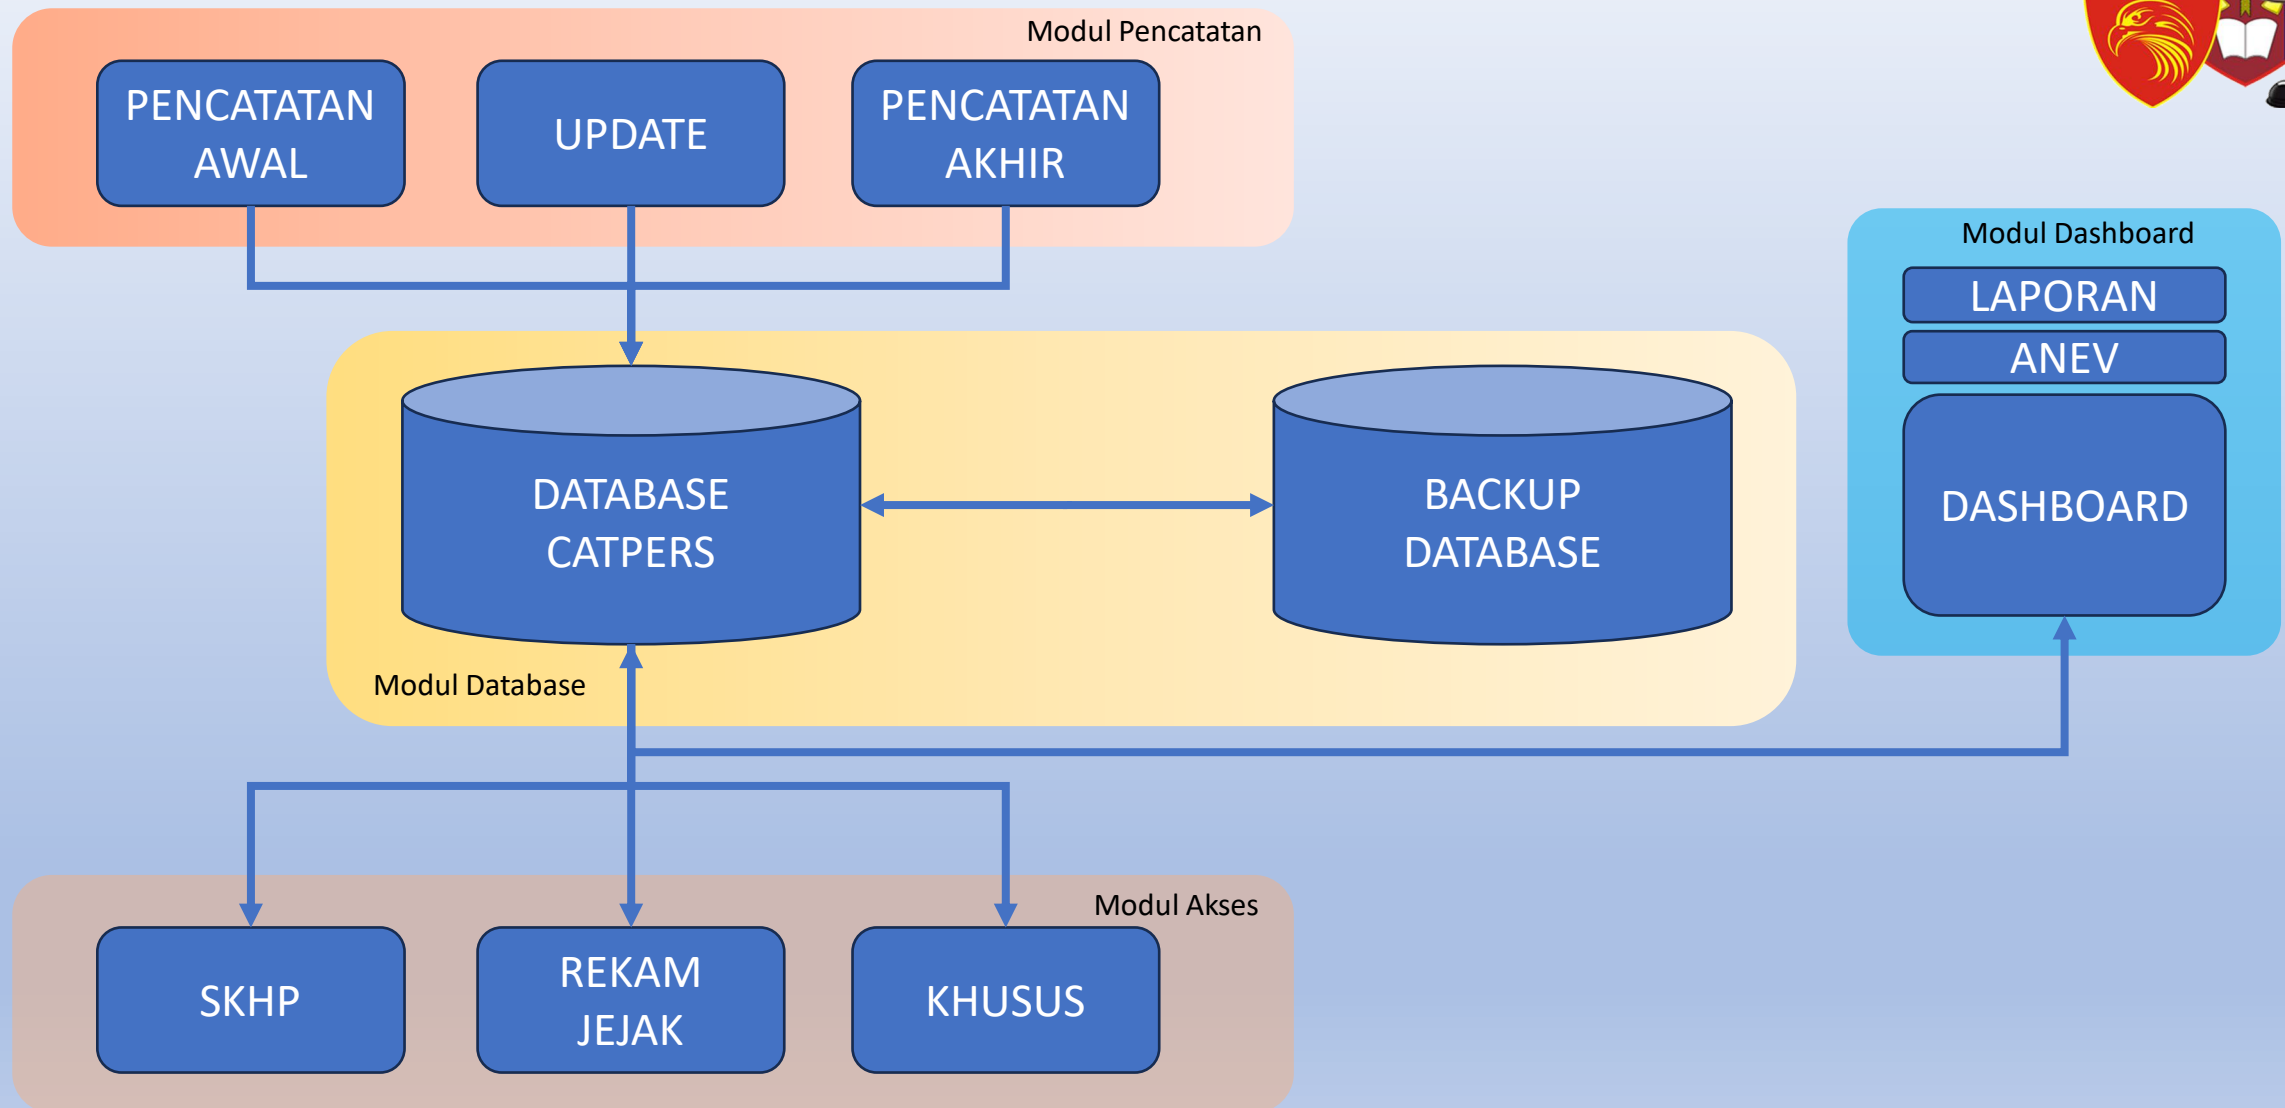 Modul Pencatatan
PENCATATAN
AWAL
UPDATE
PENCATATAN
AKHIR
Modul Dashboard
LAPORAN
ANEV
DASHBOARD
DATABASE
CATPERS
BACKUP
DATABASE
Modul Database
Modul Akses
SKHP
REKAM
JEJAK
KHUSUS